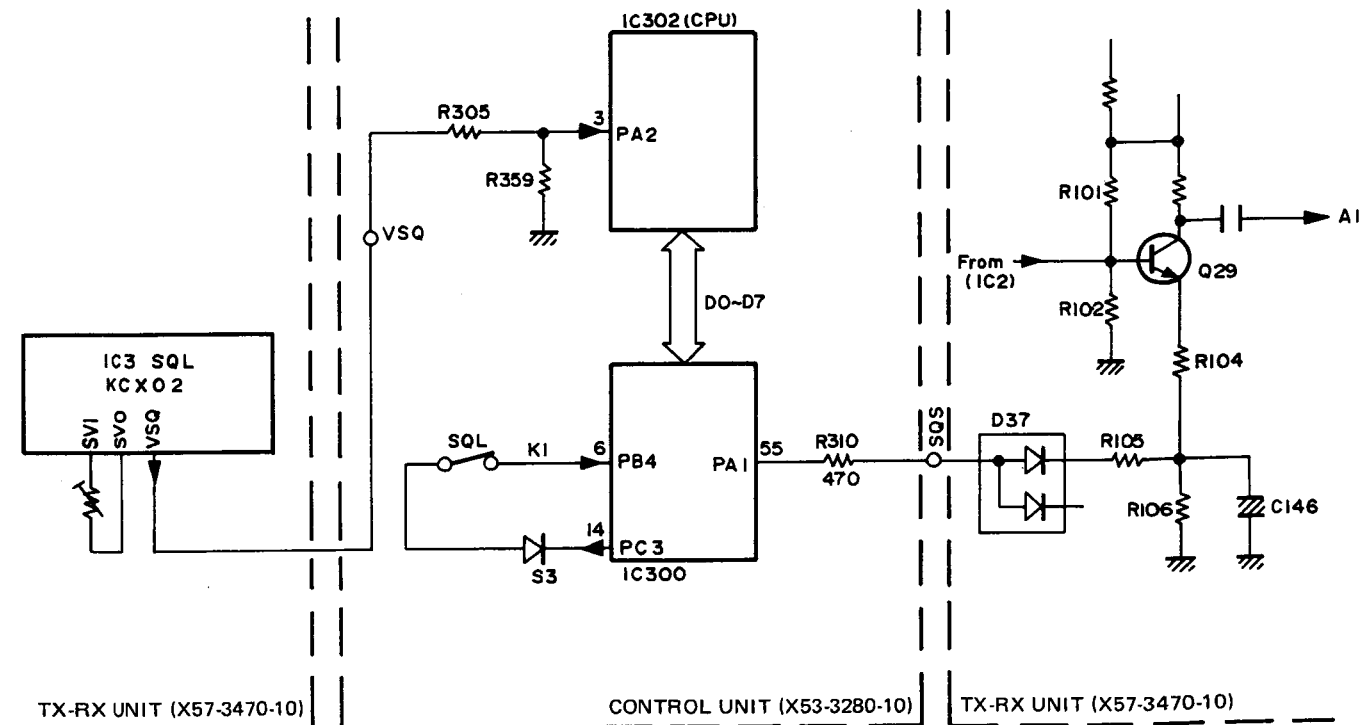 IC302 (CPU)
R305
3
PA2
R359
VSQ
D0~D7
R101
A1
From
(IC2)
Q29
R102
R104
IC3 SQL
KCX02
SV1
SVO
VSQ
SQL
K1
6
PB4
PA1
55
R310
470
SQS
D37
R105
R106
C146
14
PC3
S3
IC300
TX-RX UNIT (X57-3470-10)
CONTROL UNIT (X53-3280-10)
TX-RX UNIT (X57-3470-10)